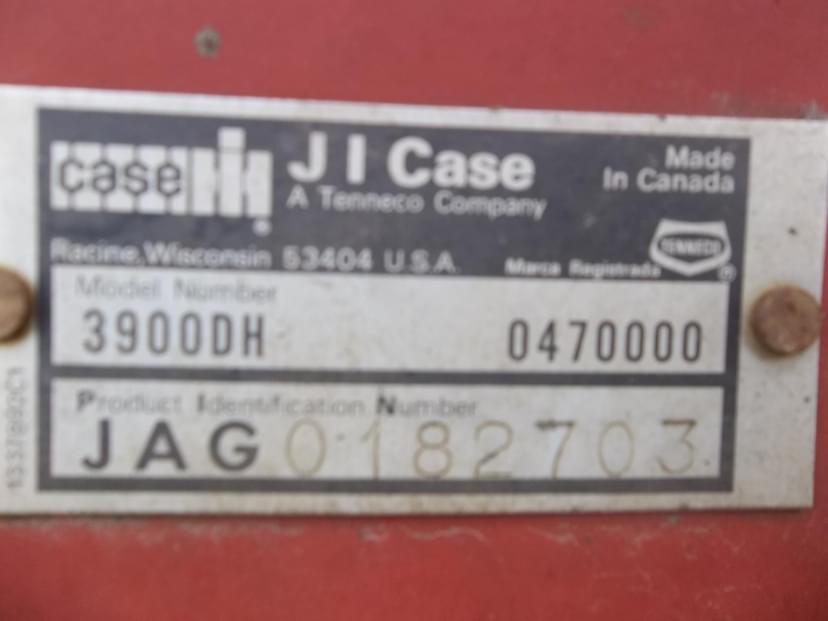 case IH
J I Case
A Tenneco Company
Made
In Canada
Racine, Wisconsin 53404 U.S.A.
Marca Registrada
TENNECO
®
Model Number
3900DH 0470000
Product Identification Number
JAG0182703